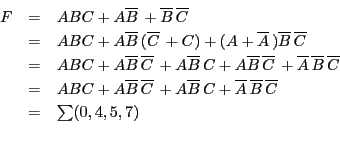 F = ABC + AB̅ + B̅ C̅
= ABC + AB̅ (C̅ + C) + (A + A̅ )B̅ C̅
= ABC + AB̅ C̅ + AB̅ C + AB̅ C̅ + A̅ B̅ C̅
= ABC + AB̅ C̅ + AB̅ C + A̅ B̅ C̅
= ∑(0, 4, 5, 7)